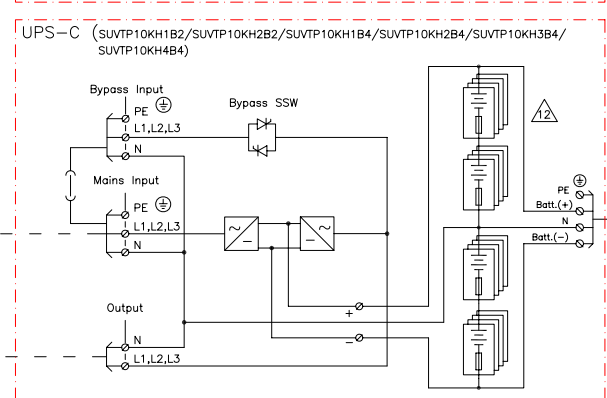 UPS-C (SUVTP10KH1B2/SUVTP10KH2B2/SUVTP10KH1B4/SUVTP10KH2B4/SUVTP10KH3B4/
SUVTP10KH4B4)
Bypass Input
PE
L1,L2,L3
N
Bypass SSW
12
Mains Input
PE
L1,L2,L3
N
PE
Batt.(+)
N
Batt.(-)
~
-
-
~
+
-
Output
N
L1,L2,L3